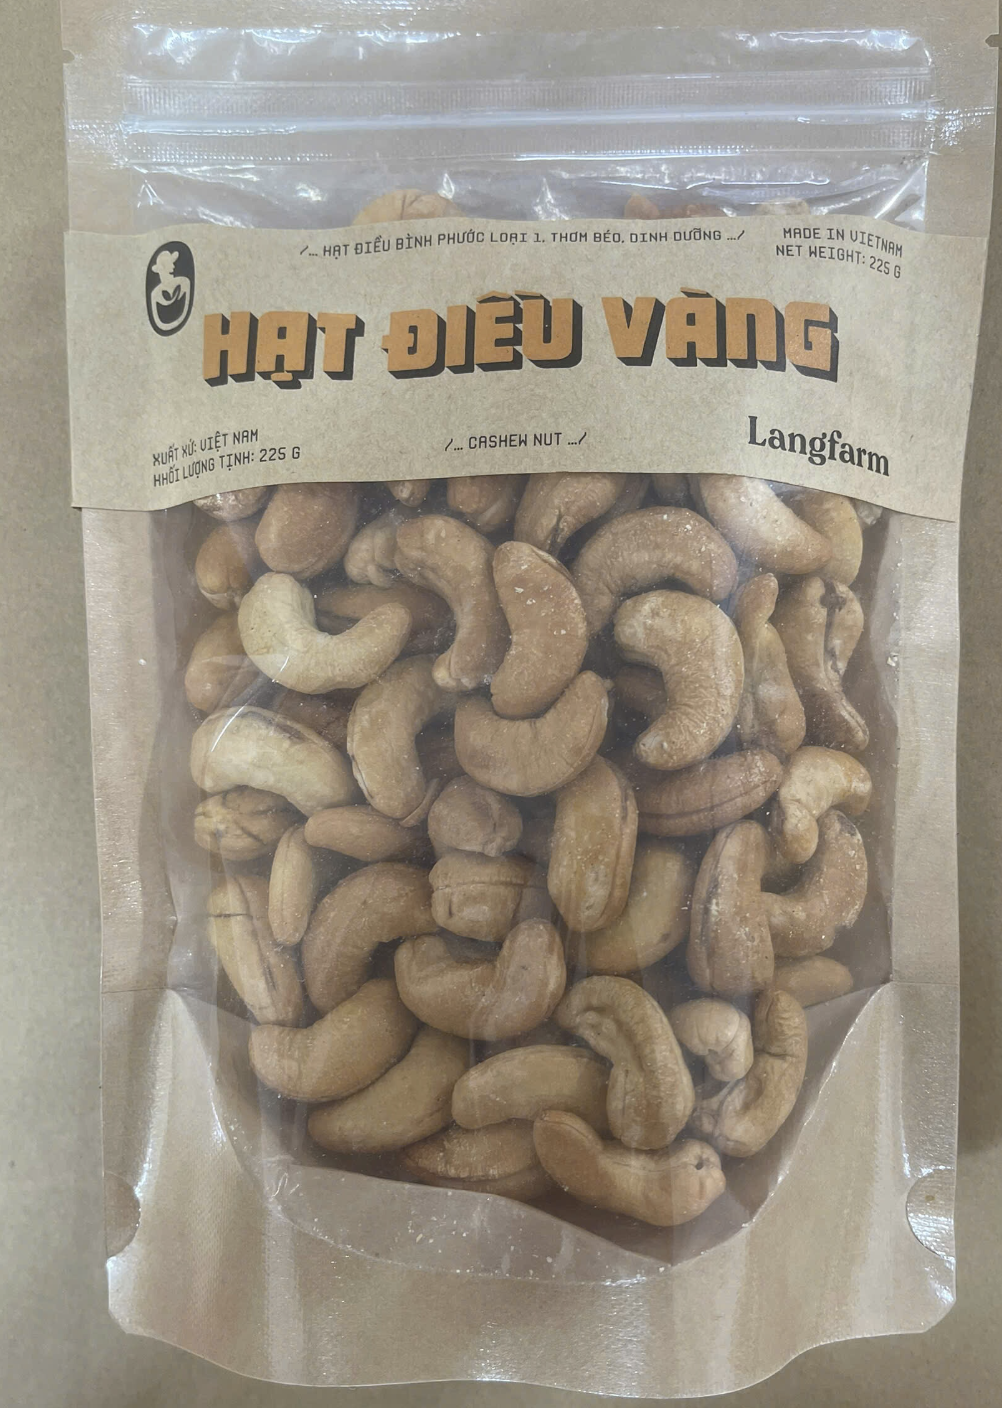 /... HẠT ĐIỀU BÌNH PHƯỚC LOẠI 1, THƠM BÉO, DINH DƯỠNG .../
MADE IN VIETNAM
NET WEIGHT: 225 G
HẠT ĐIỀU VÀNG
XUẤT XỨ: VIỆT NAM
KHỐI LƯỢNG TỊNH: 225 G
/... CASHEW NUT .../
Langfarm